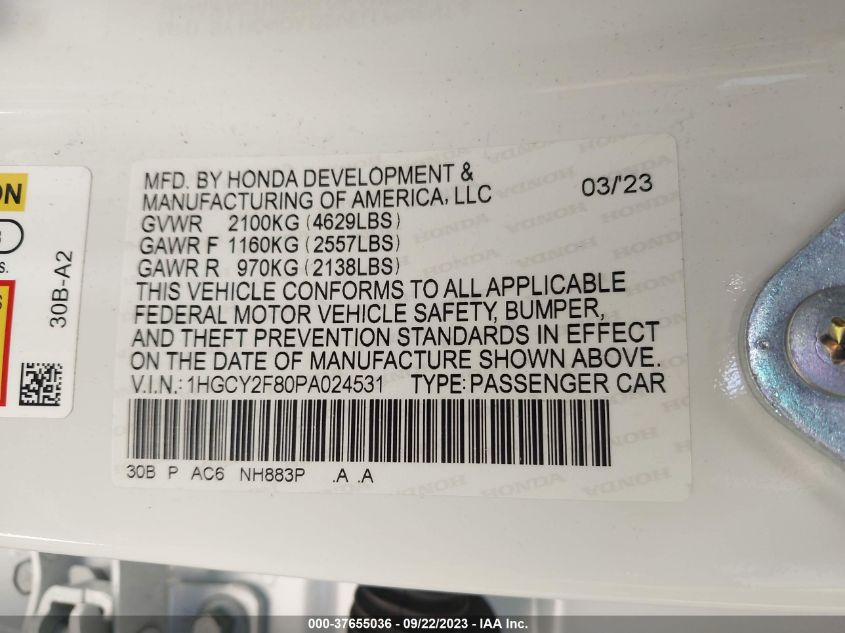 MFD. BY HONDA DEVELOPMENT &
MANUFACTURING OF AMERICA, LLC 03/'23
GVWR 2100KG (4629LBS)
GAWR F 1160KG (2557LBS)
GAWR R 970KG (2138LBS)
THIS VEHICLE CONFORMS TO ALL APPLICABLE
FEDERAL MOTOR VEHICLE SAFETY, BUMPER,
AND THEFT PREVENTION STANDARDS IN EFFECT
ON THE DATE OF MANUFACTURE SHOWN ABOVE.
V.I.N.: 1HGCY2F80PA024531 TYPE: PASSENGER CAR
30B P AC6 NH883P .A .A
30B-A2
ON
S.
S
000-37655036 - 09/22/2023 - IAA Inc.